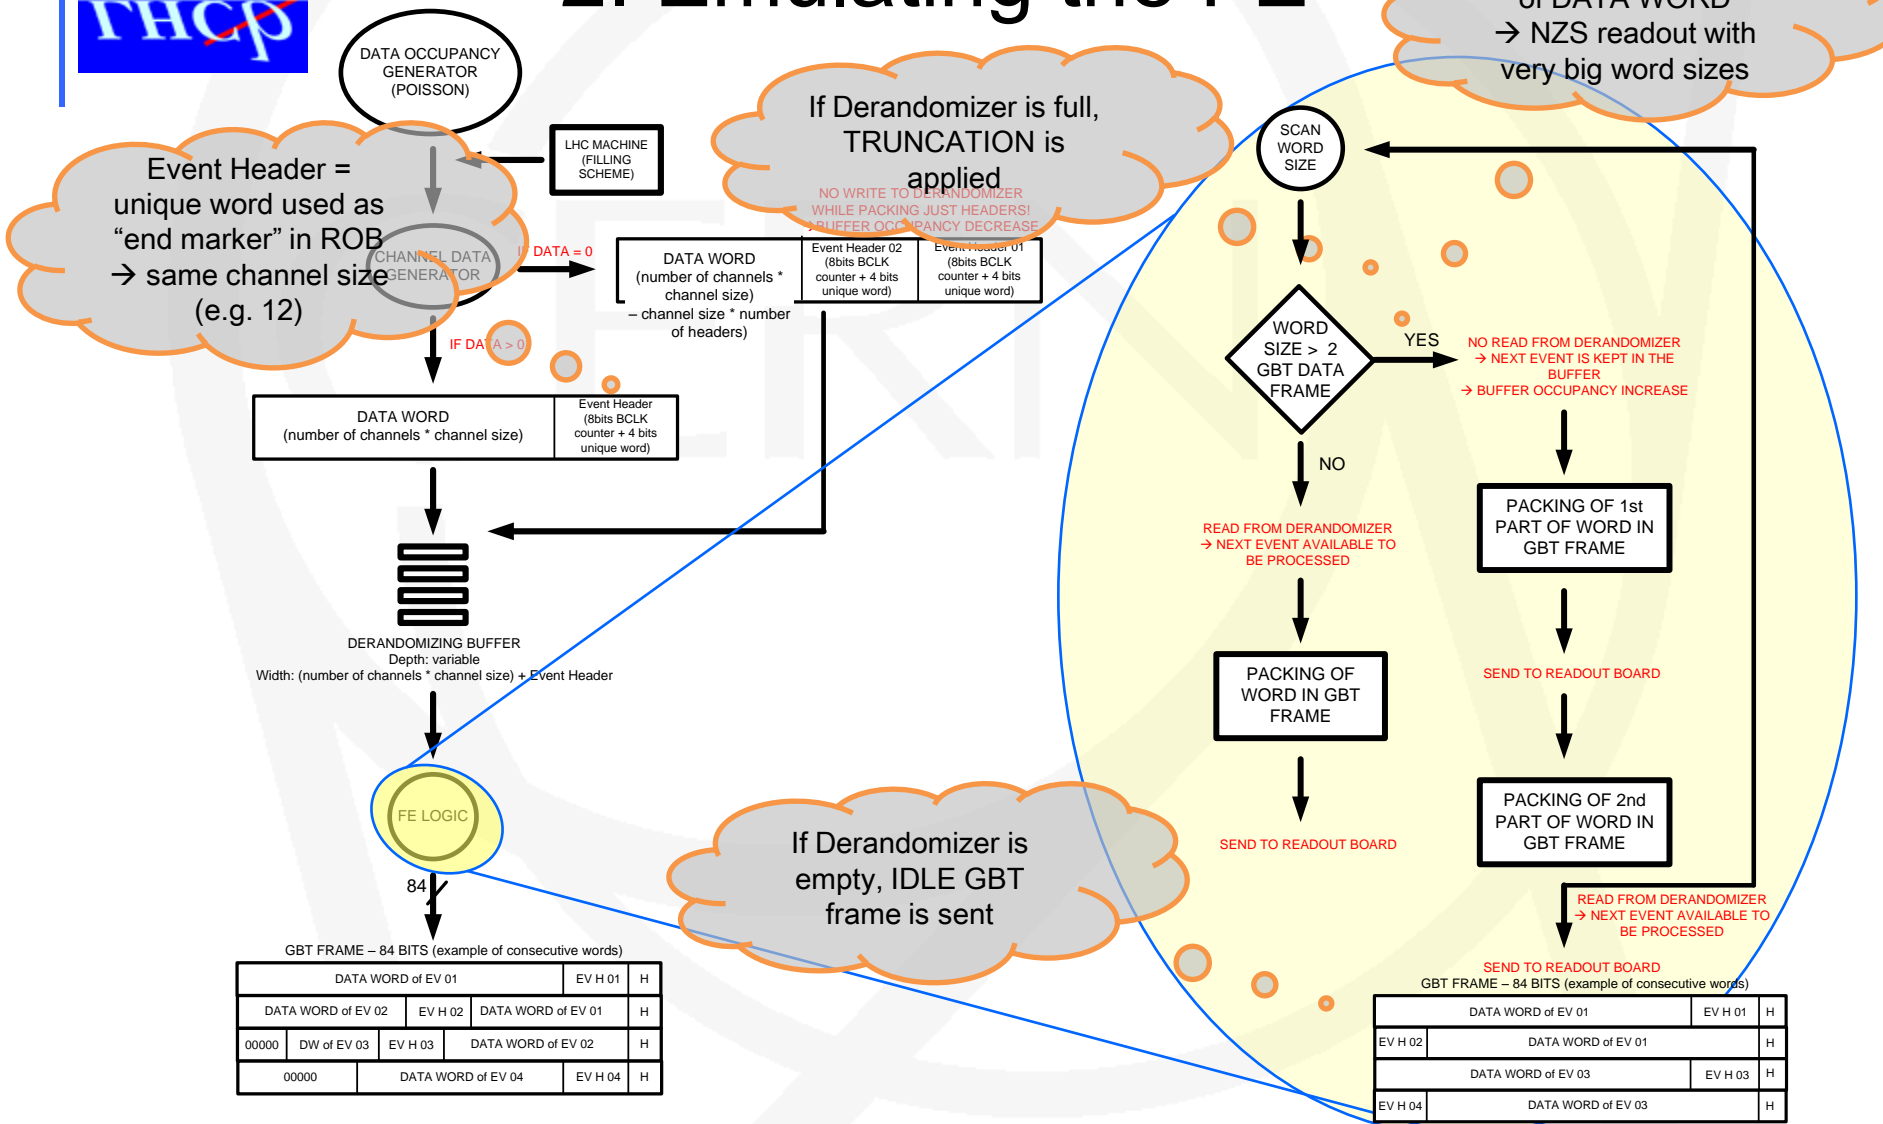 2. Emulating the FE
LHCb
of DATA WORD
→ NZS readout with
very big word sizes
DATA OCCUPANCY
GENERATOR
(POISSON)
LHC MACHINE
(FILLING
SCHEME)
If Derandomizer is full,
TRUNCATION is
applied
NO WRITE TO DERANDOMIZER
WHILE PACKING JUST HEADERS!
BUFFER OCCUPANCY DECREASE
Event Header =
unique word used as
“end marker” in ROB
→ same channel size
(e.g. 12)
CHANNEL DATA
GENERATOR
IF DATA = 0
DATA WORD
(number of channels *
channel size)
– channel size * number
of headers)
Event Header 02
(8bits BCLK
counter + 4 bits
unique word)
Event Header 01
(8bits BCLK
counter + 4 bits
unique word)
IF DATA > 0
DATA WORD
(number of channels * channel size)
Event Header
(8bits BCLK
counter + 4 bits
unique word)
DERANDOMIZING BUFFER
Depth: variable
Width: (number of channels * channel size) + Event Header
FE LOGIC
84
GBT FRAME – 84 BITS (example of consecutive words)
DATA WORD of EV 01 EV H 01 H
DATA WORD of EV 02 EV H 02 DATA WORD of EV 01 H
00000 DW of EV 03 EV H 03 DATA WORD of EV 02 H
00000 DATA WORD of EV 04 EV H 04 H
If Derandomizer is
empty, IDLE GBT
frame is sent
SCAN
WORD
SIZE
WORD
SIZE > 2
GBT DATA
FRAME
YES
NO
NO READ FROM DERANDOMIZER
→ NEXT EVENT IS KEPT IN THE
BUFFER
→ BUFFER OCCUPANCY INCREASE
READ FROM DERANDOMIZER
→ NEXT EVENT AVAILABLE TO
BE PROCESSED
PACKING OF
WORD IN GBT
FRAME
SEND TO READOUT BOARD
PACKING OF 1st
PART OF WORD IN
GBT FRAME
SEND TO READOUT BOARD
PACKING OF 2nd
PART OF WORD IN
GBT FRAME
READ FROM DERANDOMIZER
→ NEXT EVENT AVAILABLE TO
BE PROCESSED
SEND TO READOUT BOARD
GBT FRAME – 84 BITS (example of consecutive words)
DATA WORD of EV 01 EV H 01 H
EV H 02 DATA WORD of EV 01 H
DATA WORD of EV 03 EV H 03 H
EV H 04 DATA WORD of EV 03 H
CERN